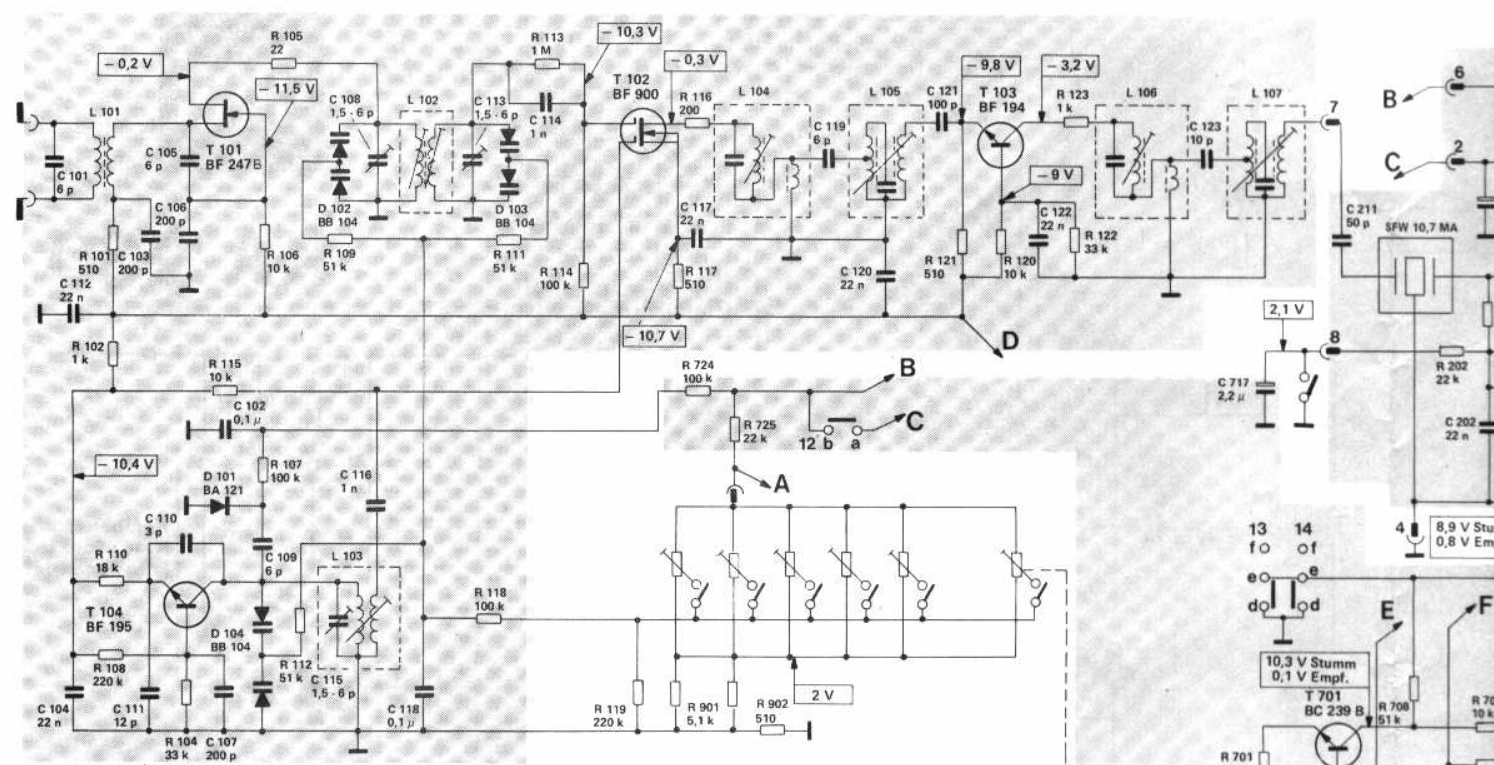 R 105
22
– 0,2 V
– 11,5 V
L 101
C 105
6 p
T 101
BF 247B
C 101
6 p
C 106
200 p
R 101
510
C 103
200 p
R 106
10 k
C 112
22 n
C 108
1,5 - 6 p
L 102
C 113
1,5 - 6 p
R 113
1 M
C 114
1 n
– 10,3 V
– 0,3 V
T 102
BF 900
D 102
BB 104
D 103
BB 104
R 109
51 k
R 111
51 k
R 114
100 k
R 116
200
C 117
22 n
R 117
510
– 10,7 V
L 104
C 119
6 p
L 105
C 121
100 p
C 120
22 n
– 9,8 V
T 103
BF 194
– 3,2 V
R 123
1 k
– 9 V
R 121
510
R 120
10 k
C 122
22 n
R 122
33 k
L 106
C 123
10 p
L 107
7
B
6
C
2
C 211
50 p
SFW 10,7 MA
2,1 V
8
C 717
2,2 µ
R 202
22 k
C 202
22 n
D
R 102
1 k
R 115
10 k
C 102
0,1 µ
R 724
100 k
B
R 725
22 k
12 b a
C
A
– 10,4 V
D 101
BA 121
R 107
100 k
C 116
1 n
C 110
3 p
C 109
6 p
L 103
R 110
18 k
T 104
BF 195
D 104
BB 104
R 108
220 k
R 112
51 k
C 115
1,5 - 6 p
R 118
100 k
C 104
22 n
C 111
12 p
R 104
33 k
C 107
200 p
C 118
0,1 µ
R 119
220 k
R 901
5,1 k
R 902
510
2 V
13 14
f f
e e
d d
4
8,9 V Stu
0,8 V Em
E
F
10,3 V Stumm
0,1 V Empf.
T 701
BC 239 B
R 708
51 k
R 70
10 k
R 701